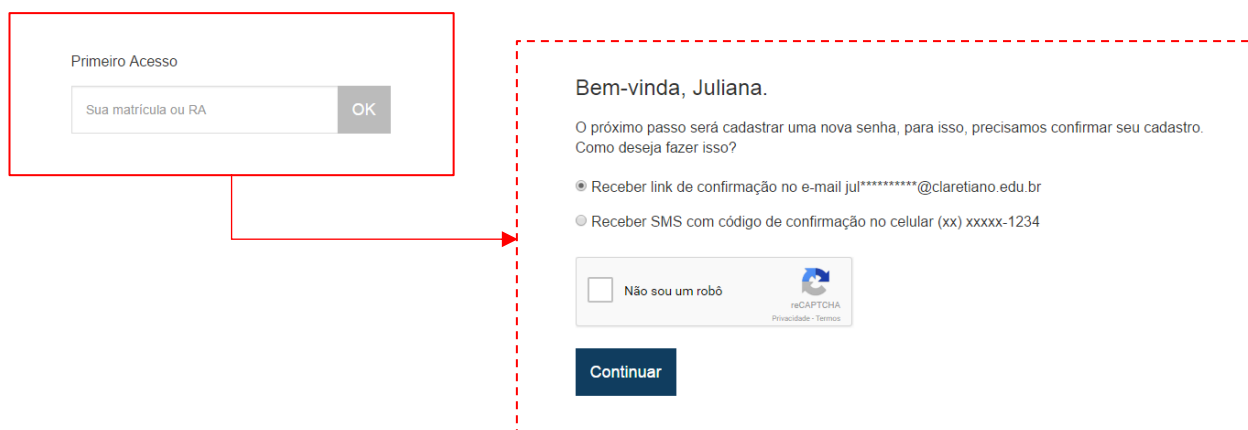 Primeiro Acesso
Sua matrícula ou RA
OK
Bem-vinda, Juliana.
O próximo passo será cadastrar uma nova senha, para isso, precisamos confirmar seu cadastro.
Como deseja fazer isso?
Receber link de confirmação no e-mail jul**********@claretiano.edu.br
Receber SMS com código de confirmação no celular (xx) xxxxx-1234
Não sou um robô
reCAPTCHA
Privacidade - Termos
Continuar